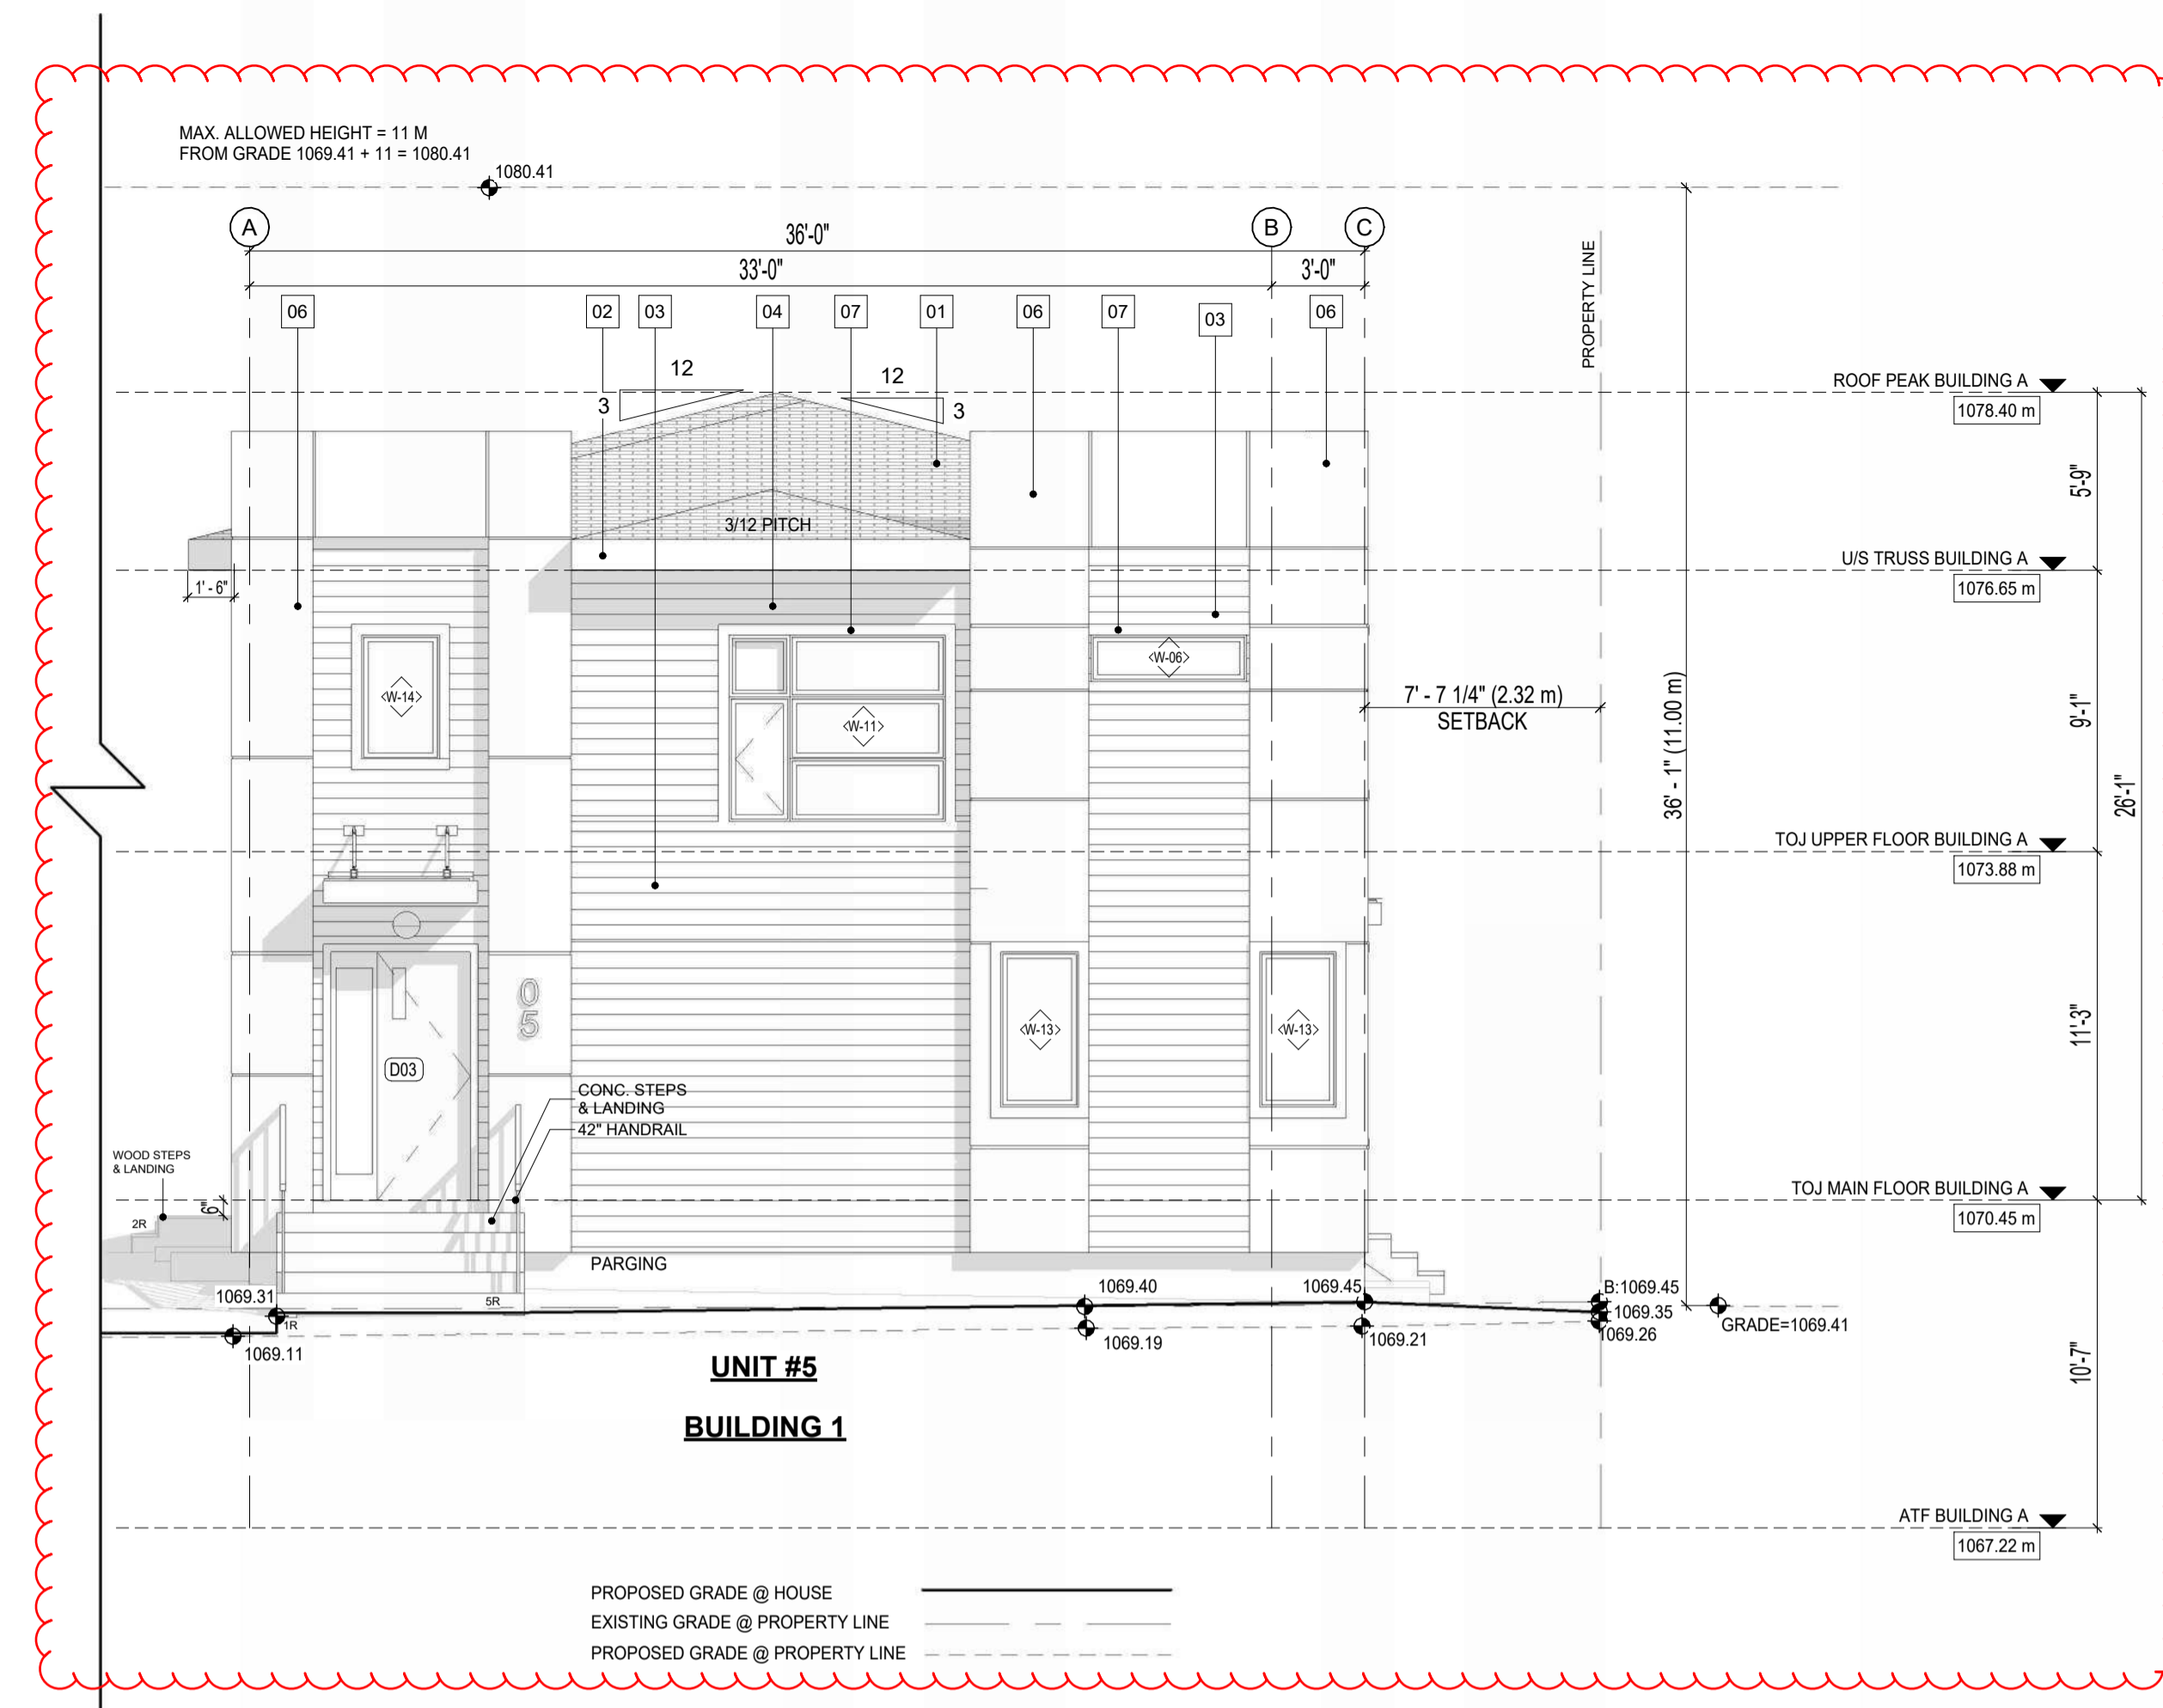 MAX. ALLOWED HEIGHT = 11 M
FROM GRADE 1069.41 + 11 = 1080.41
1080.41
A
B
C
36'-0"
33'-0"
3'-0"
PROPERTY LINE
06
02
03
04
07
01
06
07
03
06
12
12
3
3
ROOF PEAK BUILDING A
1078.40 m
5'-9"
3/12 PITCH
U/S TRUSS BUILDING A
1076.65 m
1' - 6"
W-14
W-11
W-06
7' - 7 1/4" (2.32 m)
SETBACK
36' - 1" (11.00 m)
9'-1"
26'-1"
TOJ UPPER FLOOR BUILDING A
1073.88 m
05
D03
W-13
W-13
11'-3"
CONC. STEPS
& LANDING
42" HANDRAIL
WOOD STEPS
& LANDING
6"
2R
TOJ MAIN FLOOR BUILDING A
1070.45 m
PARGING
1069.31
5R
1R
1069.11
1069.40
1069.45
B:1069.45
1069.35
1069.26
GRADE=1069.41
1069.19
1069.21
10'-7"
UNIT #5
BUILDING 1
ATF BUILDING A
1067.22 m
PROPOSED GRADE @ HOUSE
EXISTING GRADE @ PROPERTY LINE
PROPOSED GRADE @ PROPERTY LINE